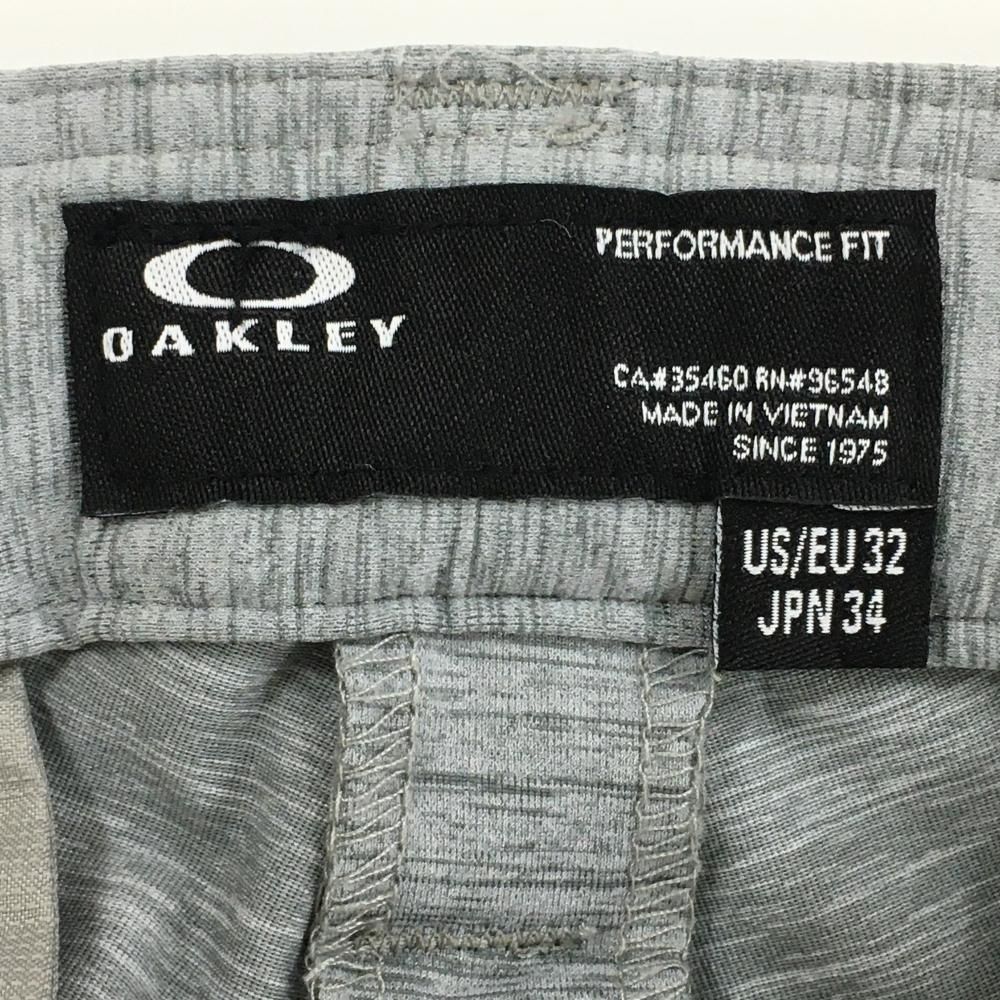 OAKLEY
PERFORMANCE FIT
CA#35460 RN#96548
MADE IN VIETNAM
SINCE 1975
US/EU 32
JPN 34